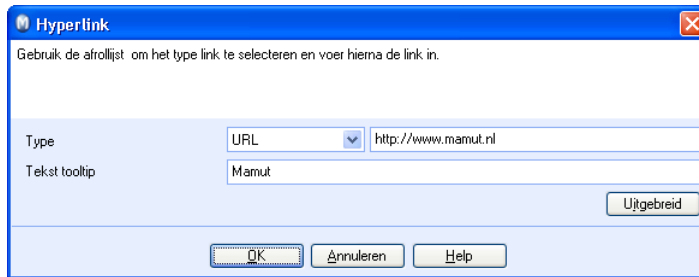 Hyperlink
Gebruik de afrollijst om het type link te selecteren en voer hierna de link in.
Type URL http://www.mamut.nl
Tekst tooltip Mamut
Uitgebreid
OK Annuleren Help